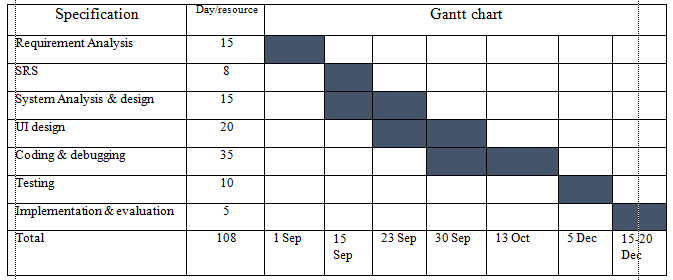 Specification Day/resource Gantt chart
Requirement Analysis 15
SRS 8
System Analysis & design 15
UI design 20
Coding & debugging 35
Testing 10
Implementation & evaluation 5
Total 108 1 Sep 15 Sep 23 Sep 30 Sep 13 Oct 5 Dec 15-20 Dec